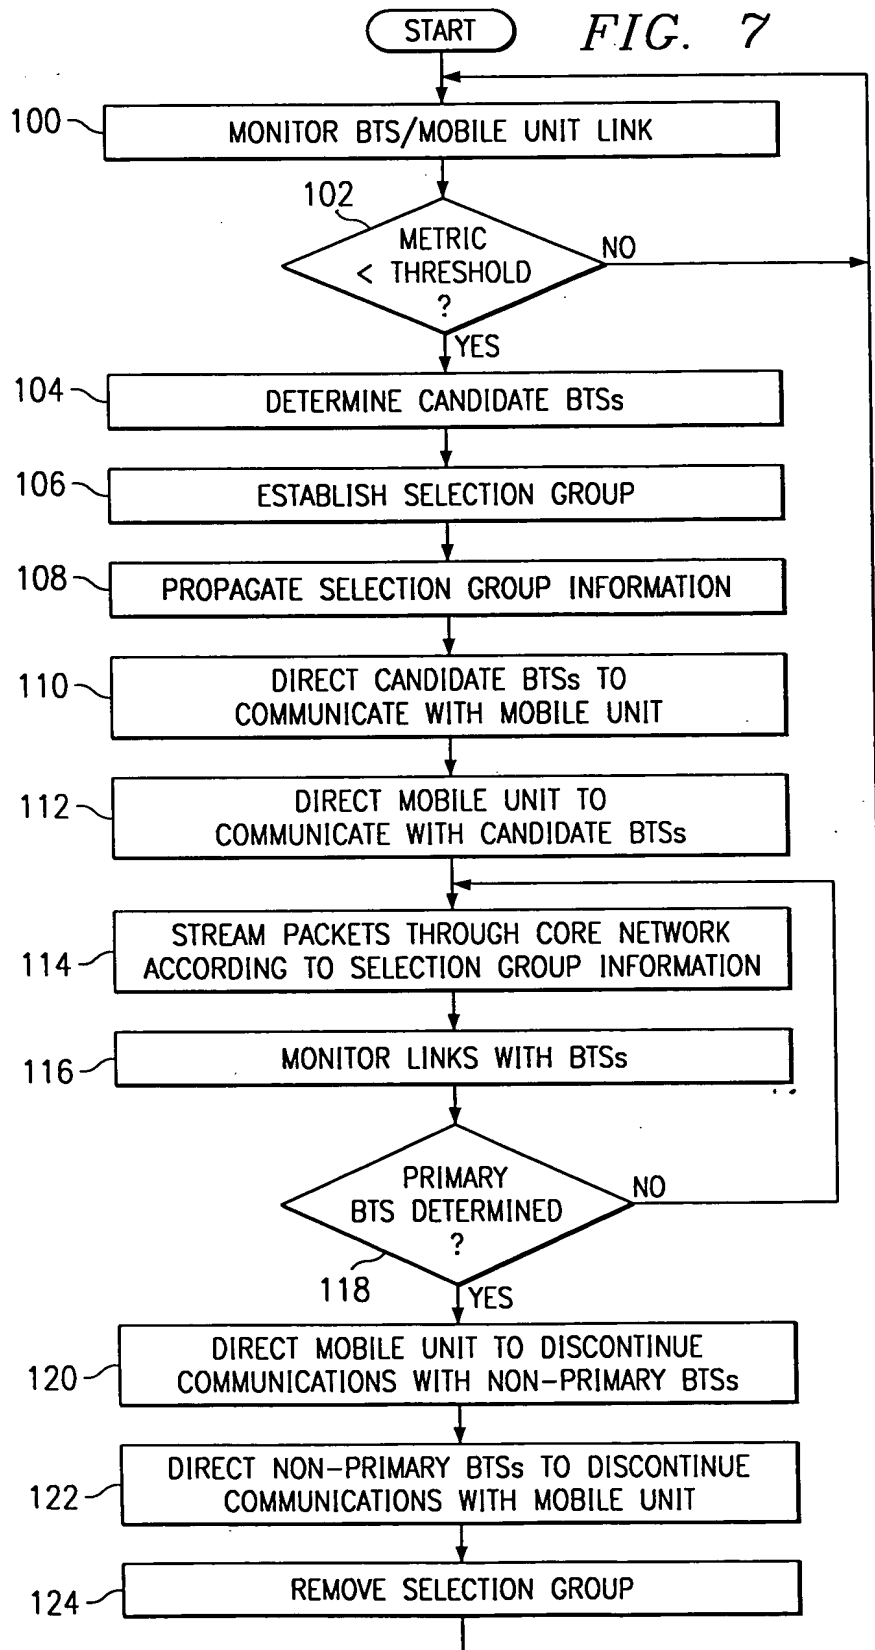 START
FIG. 7
100
MONITOR BTS/MOBILE UNIT LINK
102
METRIC
< THRESHOLD
?
NO
YES
104
DETERMINE CANDIDATE BTSs
106
ESTABLISH SELECTION GROUP
108
PROPAGATE SELECTION GROUP INFORMATION
110
DIRECT CANDIDATE BTSs TO
COMMUNICATE WITH MOBILE UNIT
112
DIRECT MOBILE UNIT TO
COMMUNICATE WITH CANDIDATE BTSs
114
STREAM PACKETS THROUGH CORE NETWORK
ACCORDING TO SELECTION GROUP INFORMATION
116
MONITOR LINKS WITH BTSs
PRIMARY
BTS DETERMINED
?
NO
118
YES
120
DIRECT MOBILE UNIT TO DISCONTINUE
COMMUNICATIONS WITH NON-PRIMARY BTSs
122
DIRECT NON-PRIMARY BTSs TO DISCONTINUE
COMMUNICATIONS WITH MOBILE UNIT
124
REMOVE SELECTION GROUP